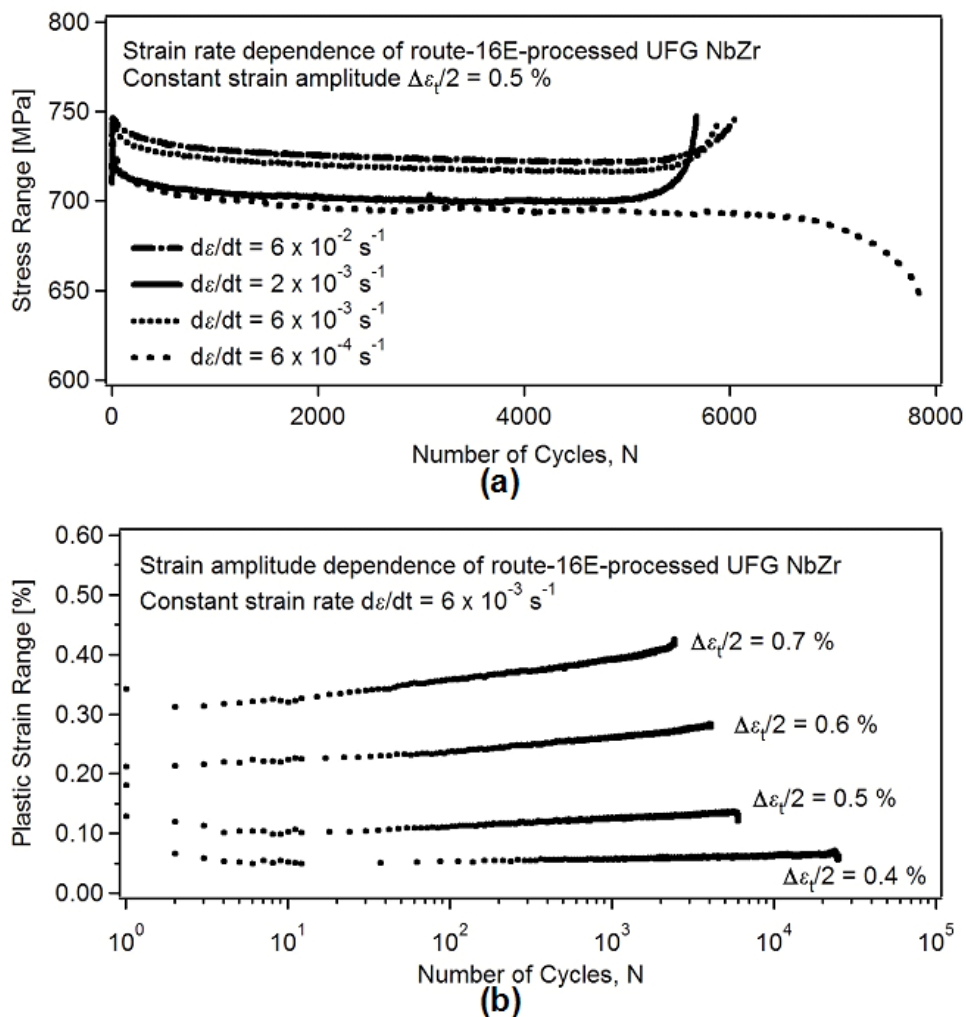 800
750
700
650
600
Stress Range [MPa]
Strain rate dependence of route-16E-processed UFG NbZr
Constant strain amplitude Δεt/2 = 0.5 %
dε/dt = 6 x 10⁻² s⁻¹
dε/dt = 2 x 10⁻³ s⁻¹
dε/dt = 6 x 10⁻³ s⁻¹
dε/dt = 6 x 10⁻⁴ s⁻¹
0 2000 4000 6000 8000
Number of Cycles, N
(a)
0.60
0.50
0.40
0.30
0.20
0.10
0.00
Plastic Strain Range [%]
Strain amplitude dependence of route-16E-processed UFG NbZr
Constant strain rate dε/dt = 6 x 10⁻³ s⁻¹
Δεt/2 = 0.7 %
Δεt/2 = 0.6 %
Δεt/2 = 0.5 %
Δεt/2 = 0.4 %
10⁰ 10¹ 10² 10³ 10⁴ 10⁵
Number of Cycles, N
(b)